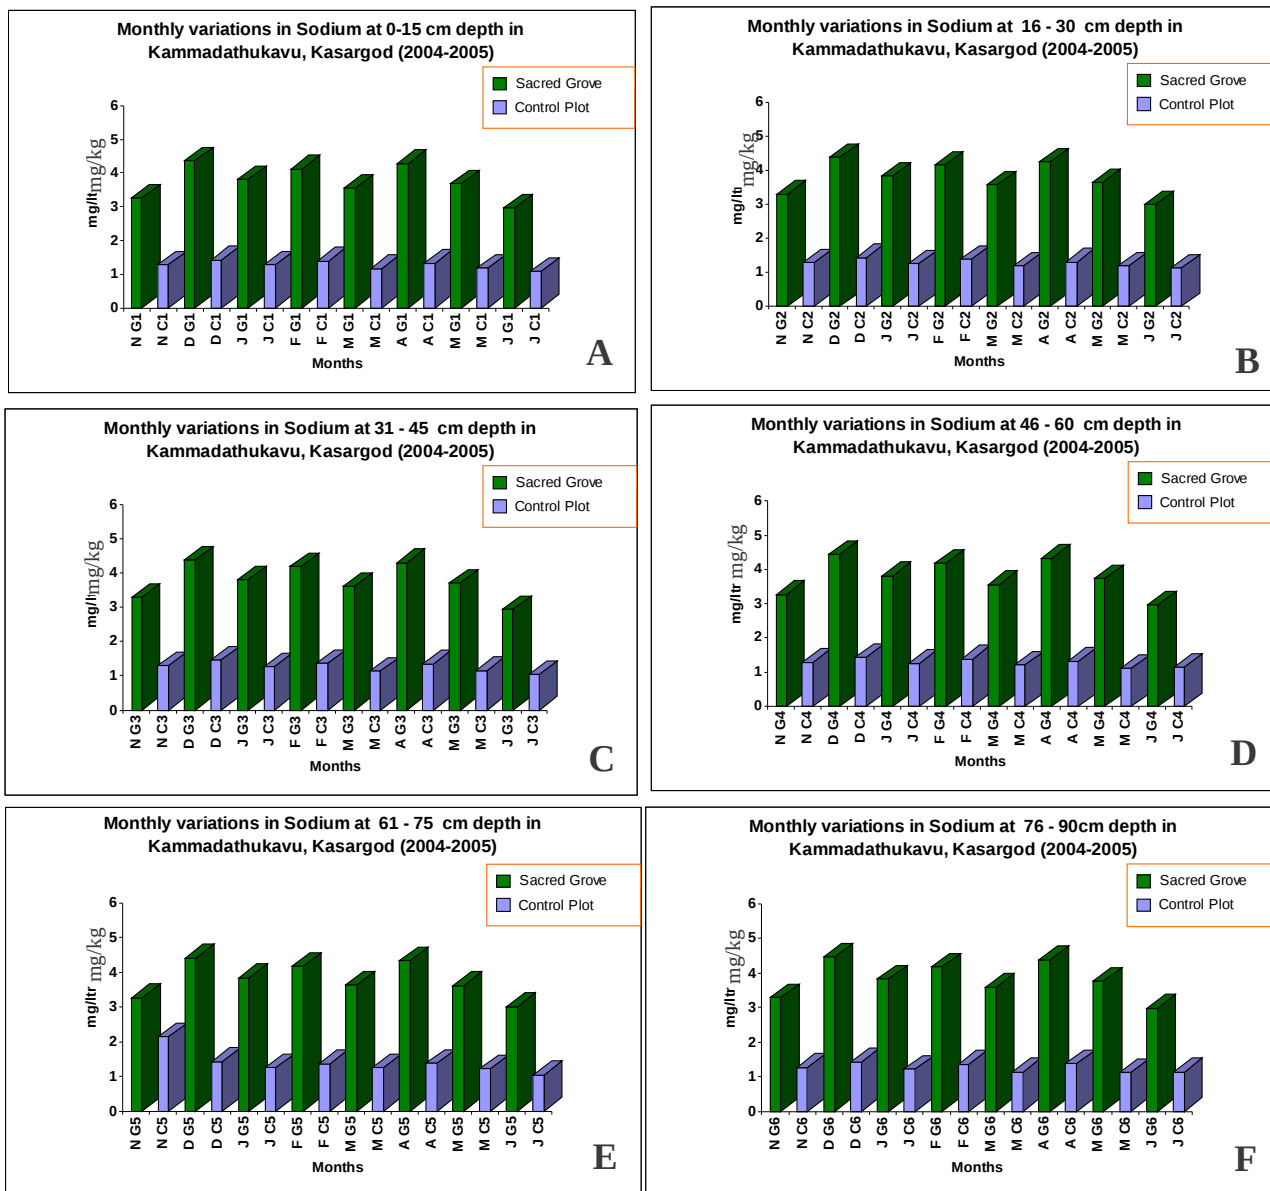 Monthly variations in Sodium at 0-15 cm depth in
Kammadathukavu, Kasargod (2004-2005)
Sacred Grove
Control Plot
6
5
4
3
2
1
0
mg/lt mg/kg
N G1 N C1 D G1 D C1 J G1 J C1 F G1 F C1 M G1 M C1 A G1 A C1 M G1 M C1 J G1 J C1
Months
A
Monthly variations in Sodium at 16 - 30 cm depth in
Kammadathukavu, Kasargod (2004-2005)
Sacred Grove
Control Plot
6
5
4
3
2
1
0
mg/lt mg/kg
N G2 N C2 D G2 D C2 J G2 J C2 F G2 F C2 M G2 M C2 A G2 A C2 M G2 M C2 J G2 J C2
Months
B
Monthly variations in Sodium at 31 - 45 cm depth in
Kammadathukavu, Kasargod (2004-2005)
Sacred Grove
Control Plot
6
5
4
3
2
1
0
mg/l mg/kg
N G3 N C3 D G3 D C3 J G3 J C3 F G3 F C3 M G3 M C3 A G3 A C3 M G3 M C3 J G3 J C3
Months
C
Monthly variations in Sodium at 46 - 60 cm depth in
Kammadathukavu, Kasargod (2004-2005)
Sacred Grove
Control Plot
6
5
4
3
2
1
0
mg/ltr mg/kg
N G4 N C4 D G4 D C4 J G4 J C4 F G4 F C4 M G4 M C4 A G4 A C4 M G4 M C4 J G4 J C4
Months
D
Monthly variations in Sodium at 61 - 75 cm depth in
Kammadathukavu, Kasargod (2004-2005)
Sacred Grove
Control Plot
6
5
4
3
2
1
0
mg/ltr mg/kg
N G5 N C5 D G5 D C5 J G5 J C5 F G5 F C5 M G5 M C5 A G5 A C5 M G5 M C5 J G5 J C5
Months
E
Monthly variations in Sodium at 76 - 90cm depth in
Kammadathukavu, Kasargod (2004-2005)
Sacred Grove
Control Plot
6
5
4
3
2
1
0
mg/ltr mg/kg
N G6 N C6 D G6 D C6 J G6 J C6 F G6 F C6 M G6 M C6 A G6 A C6 M G6 M C6 J G6 J C6
Months
F